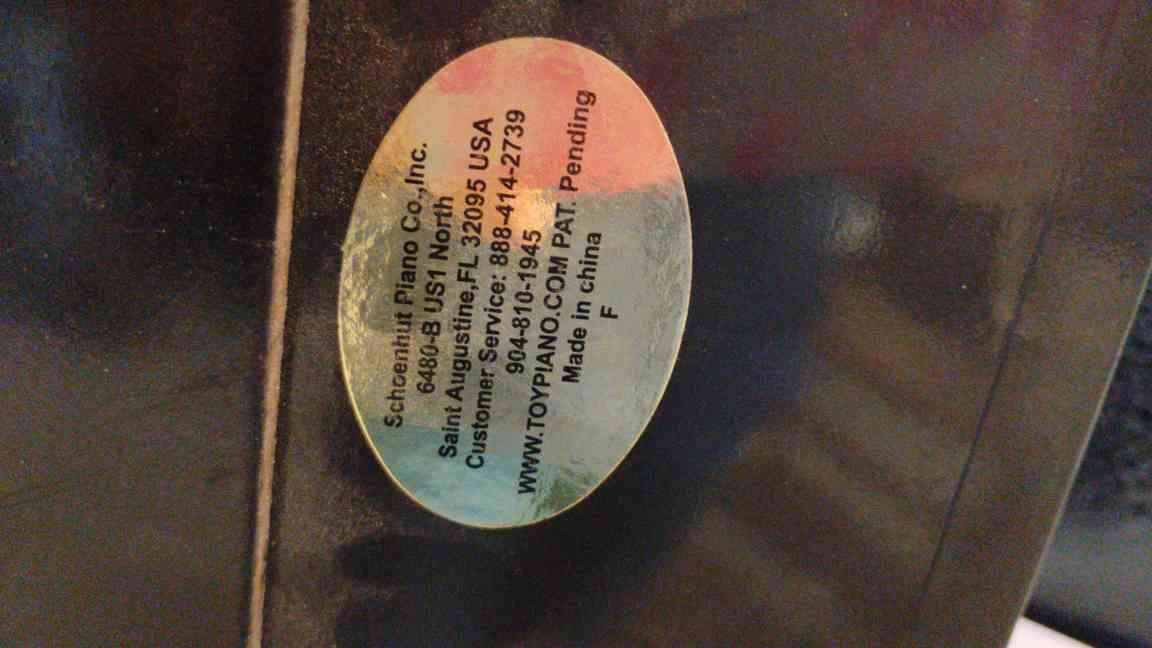 Schoenhut Piano Co.,Inc.
6480-B US1 North
Saint Augustine,FL 32095 USA
Customer Service: 888-414-2739
904-810-1945
WWW.TOYPIANO.COM PAT. Pending
Made in china
F